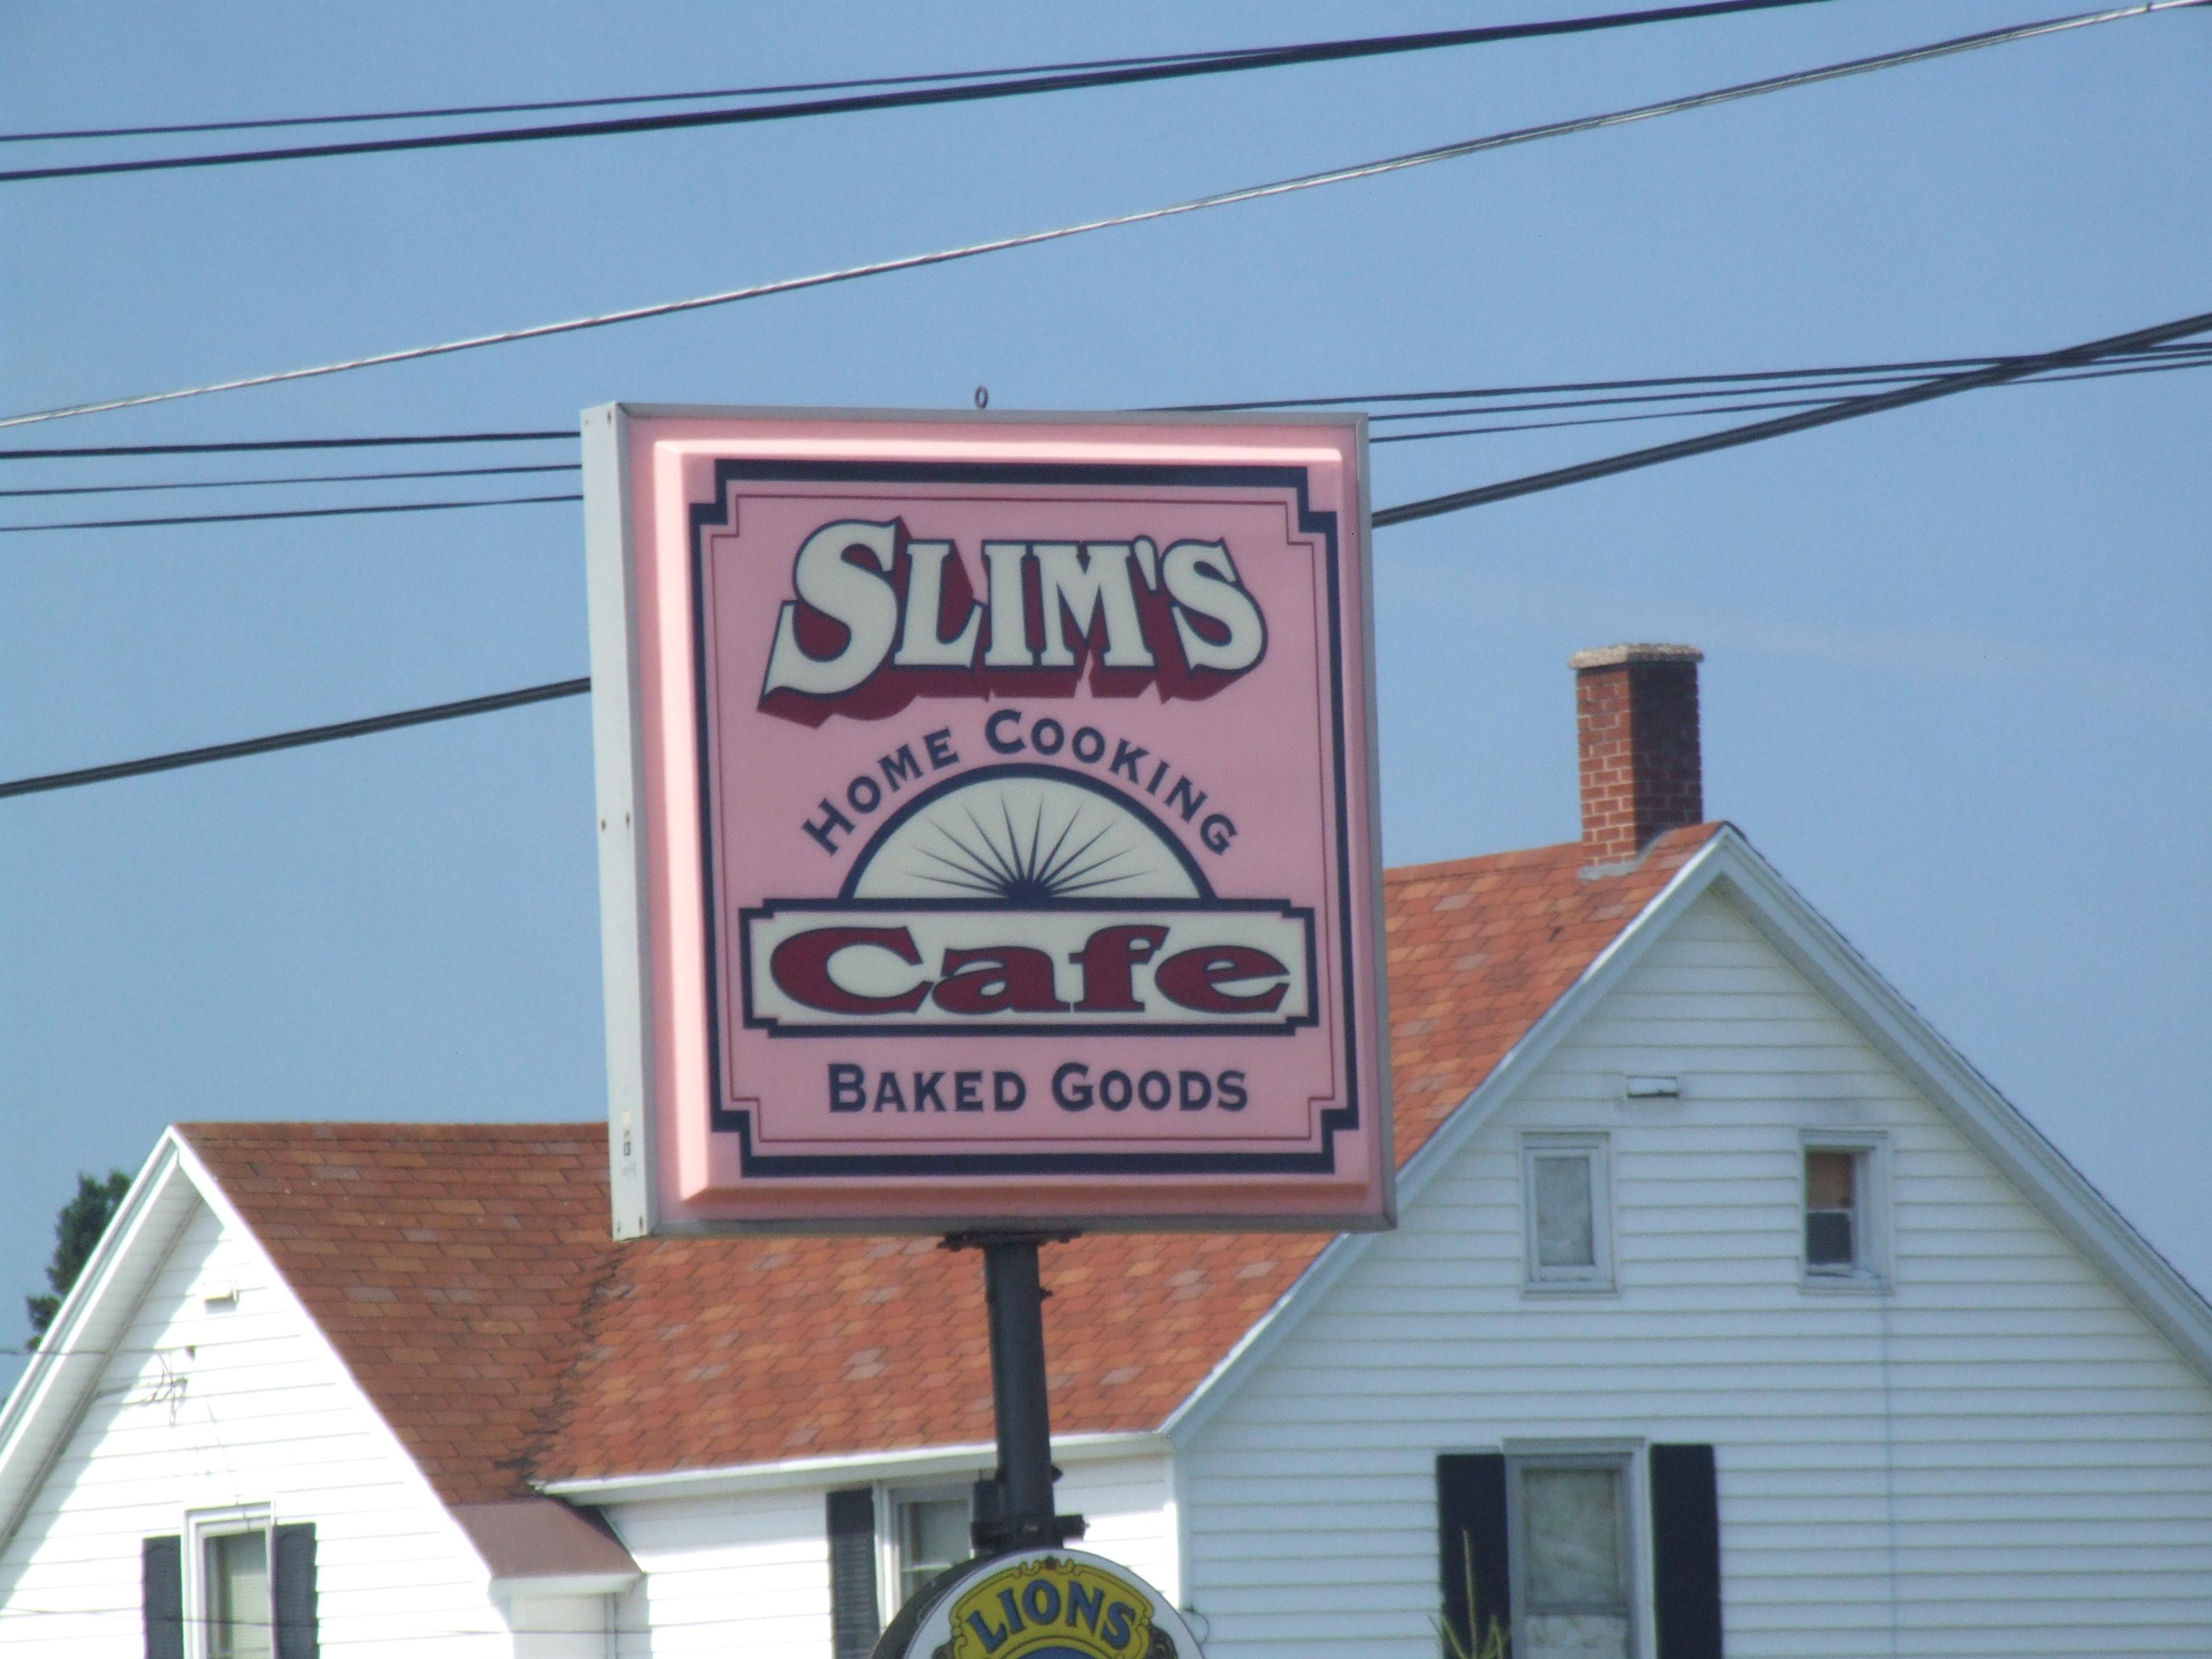 SLIM'S
HOME COOKING
Cafe
BAKED GOODS
LIONS